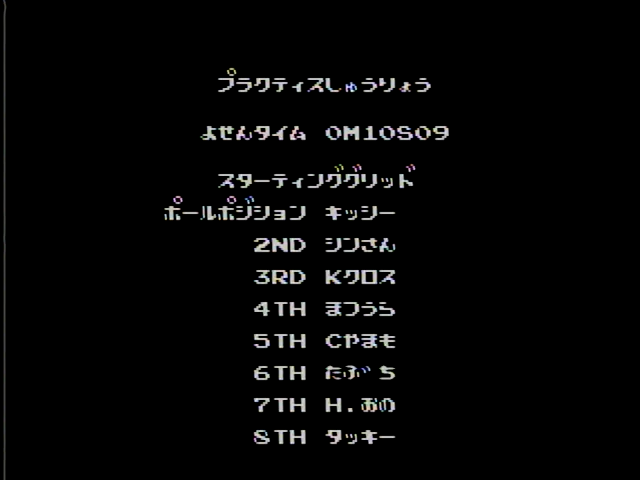 プラクティスしゅうりょう
よせんタイム 0M10S09
スターティンググリッド
ポールポジション キッシー
2ND シンさん
3RD Kクロス
4TH まつうら
5TH Cやまも
6TH たぶち
7TH H.おの
8TH タッキー